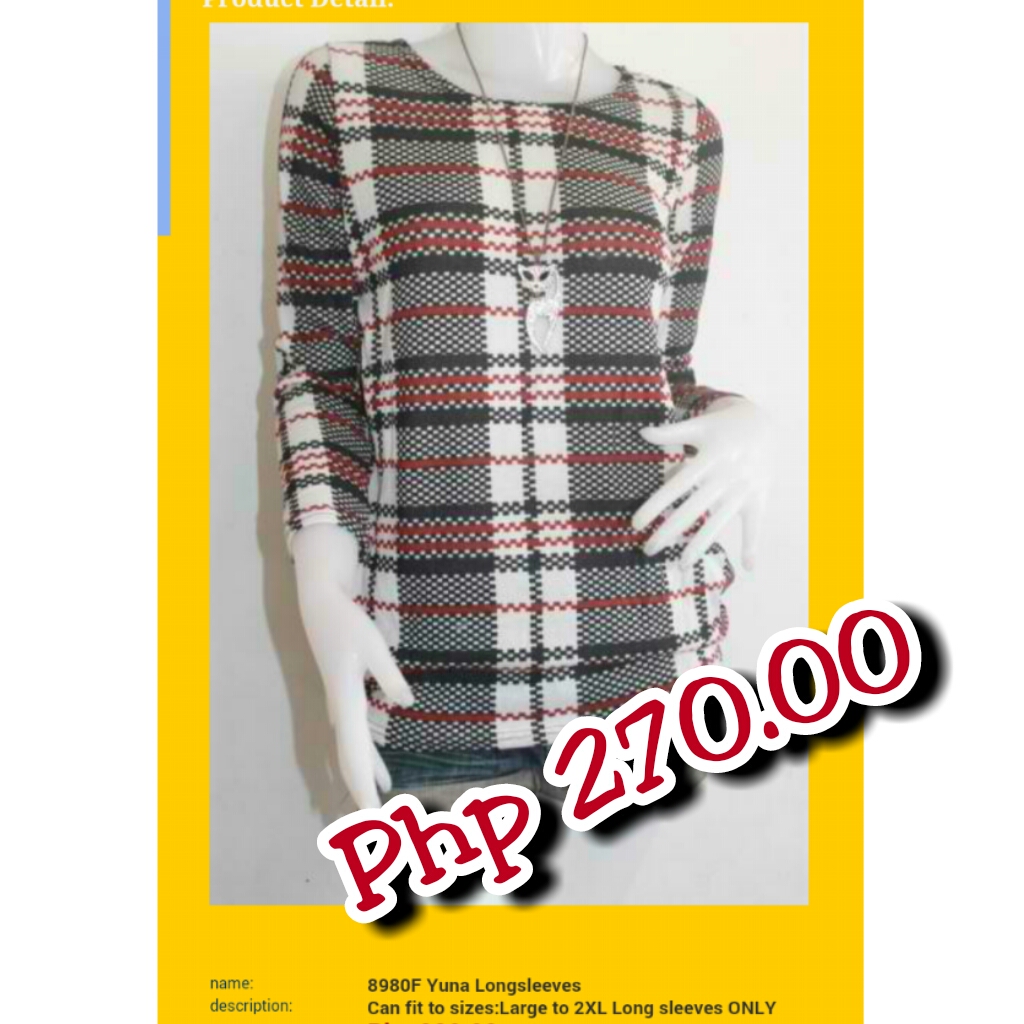 Product Detail:
Php 270.00
name: 8980F Yuna Longsleeves
description: Can fit to sizes:Large to 2XL Long sleeves ONLY